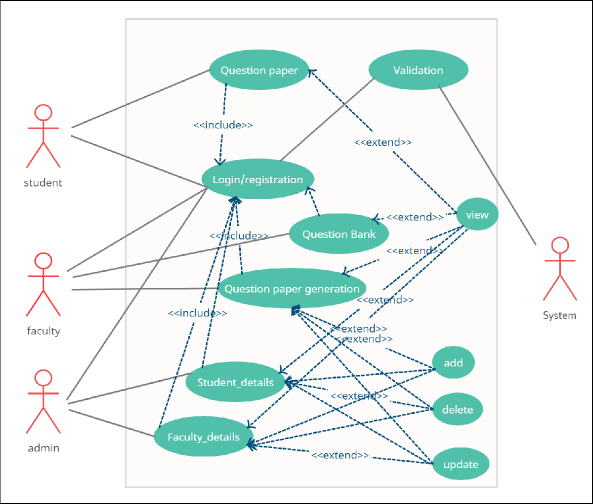 Question paper
Validation
<<include>>
<<extend>>
student
Login/registration
view
<<extend>>
<<include>>
Question Bank
<<extend>>
Question paper generation
<<extend>>
<<include>>
faculty
System
<<extend>>
<<extend>>
add
Student_details
<<extend>>
delete
Faculty_details
admin
<<extend>>
update